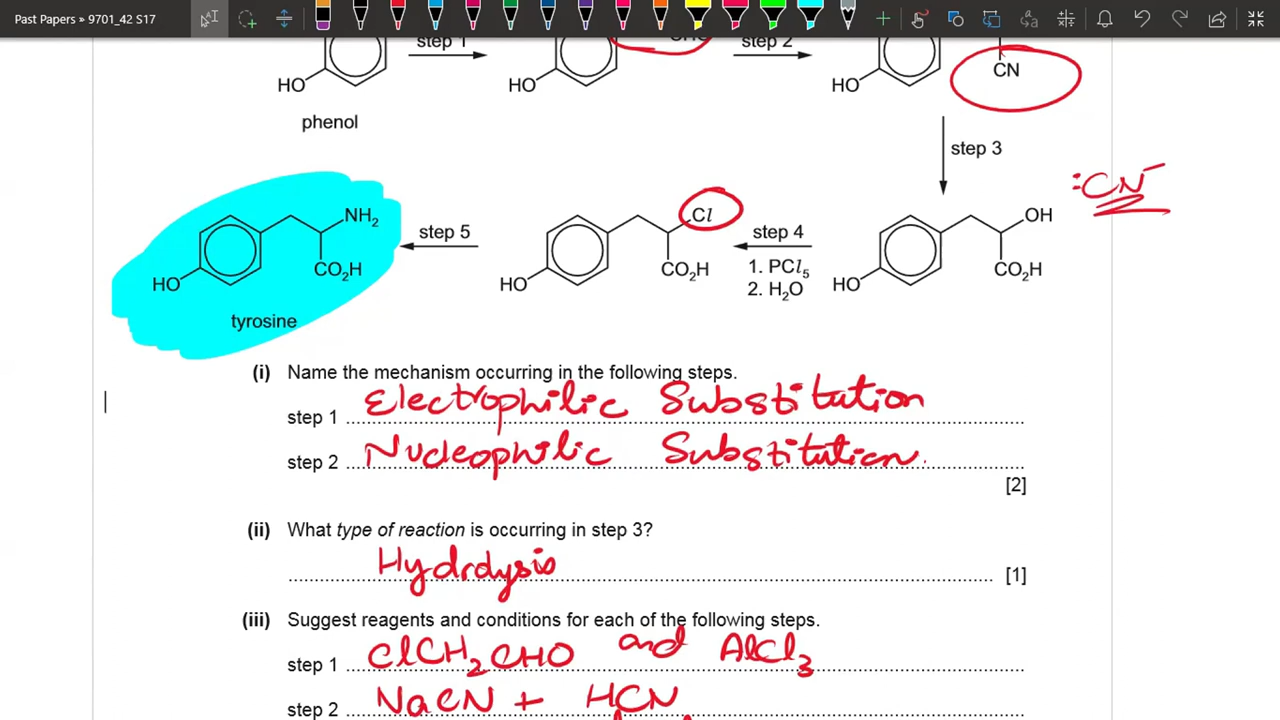 Past Papers » 9701_42 S17
step 1
step 2
HO
HO
HO
CN
phenol
step 3
:CN⁻
NH₂
CO₂H
HO
tyrosine
step 5
Cl
CO₂H
HO
step 4
1. PCl₅
2. H₂O
OH
CO₂H
HO
(i) Name the mechanism occurring in the following steps.
step 1 Electrophilic Substitution
step 2 Nucleophilic Substitution.
[2]
(ii) What type of reaction is occurring in step 3?
Hydrolysis [1]
(iii) Suggest reagents and conditions for each of the following steps.
step 1 ClCH₂CHO and AlCl₃
step 2 NaCN + HCN